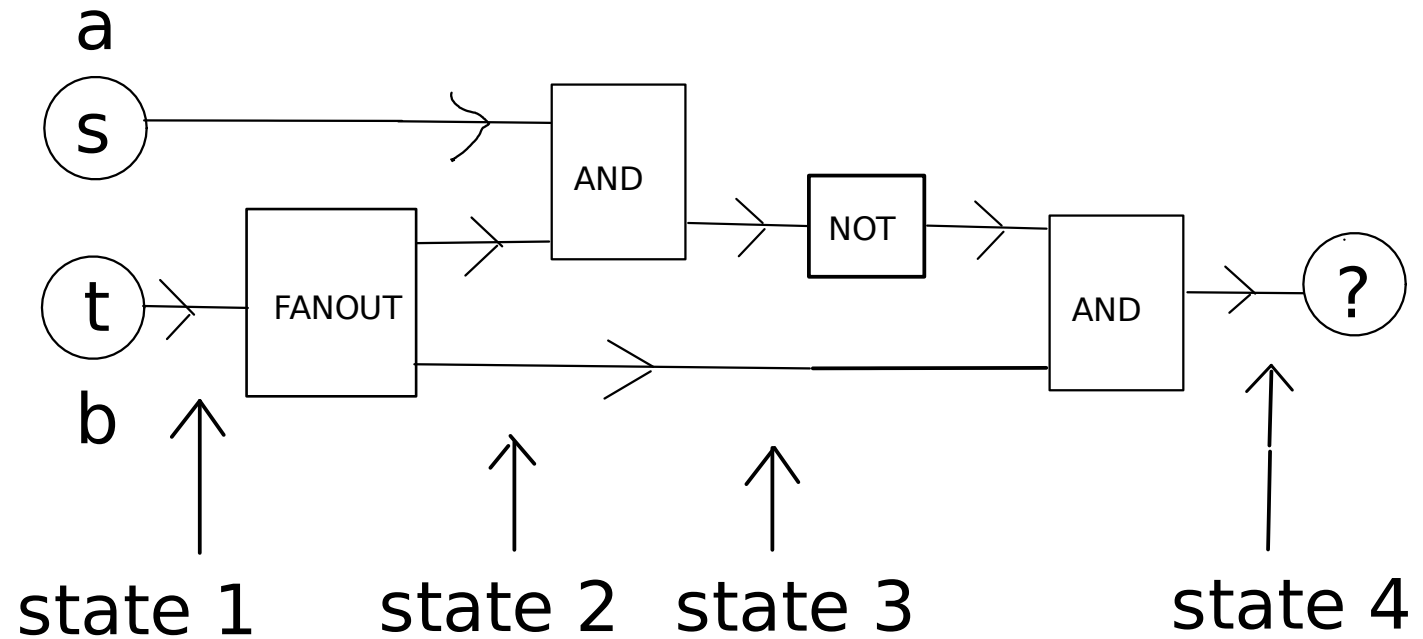 a
s
AND
NOT
t
FANOUT
AND
?
b
state 1
state 2
state 3
state 4